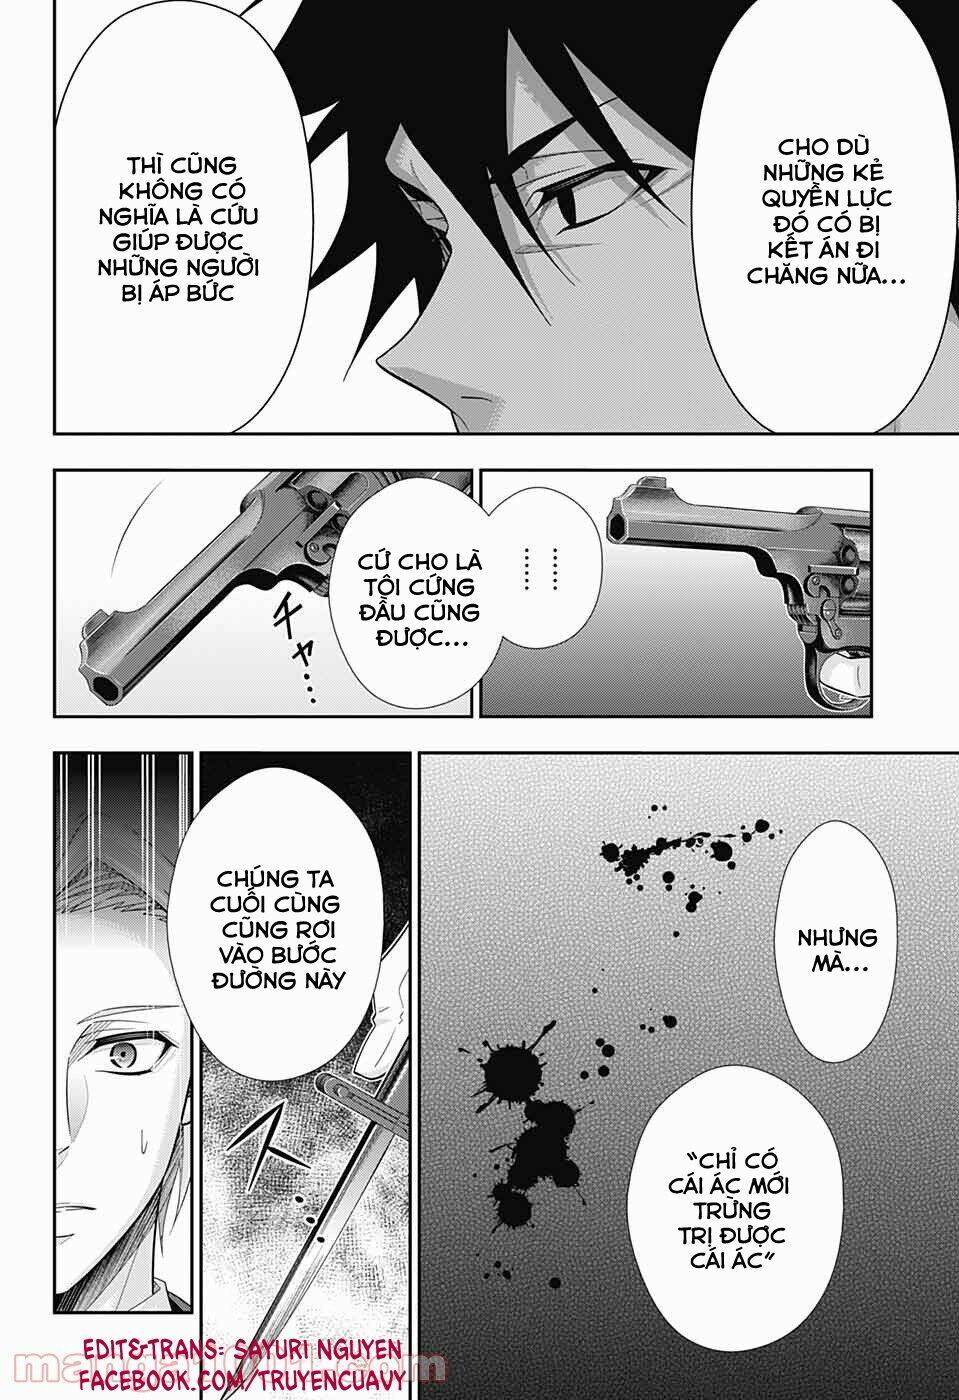 CHO DÙ
NHỮNG KẺ
QUYỀN LỰC
ĐÓ CÓ BỊ
KẾT ÁN ĐI
CHĂNG NỮA...
THÌ CŨNG
KHÔNG CÓ
NGHĨA LÀ CỨU
GIÚP ĐƯỢC
NHỮNG NGƯỜI
BỊ ÁP BỨC
CỨ CHO LÀ
TÔI CỨNG
ĐẦU CŨNG
ĐƯỢC...
チャ...
NHƯNG
MÀ...
"CHỈ CÓ
CÁI ÁC MỚI
TRỪNG
TRỊ ĐƯỢC
CÁI ÁC"
CHÚNG TA
CUỐI CÙNG
CŨNG RƠI
VÀO BƯỚC
ĐƯỜNG NÀY
EDIT&TRANS: SAYURI NGUYEN
FACEBOOK.COM/TRUYENCUAVY